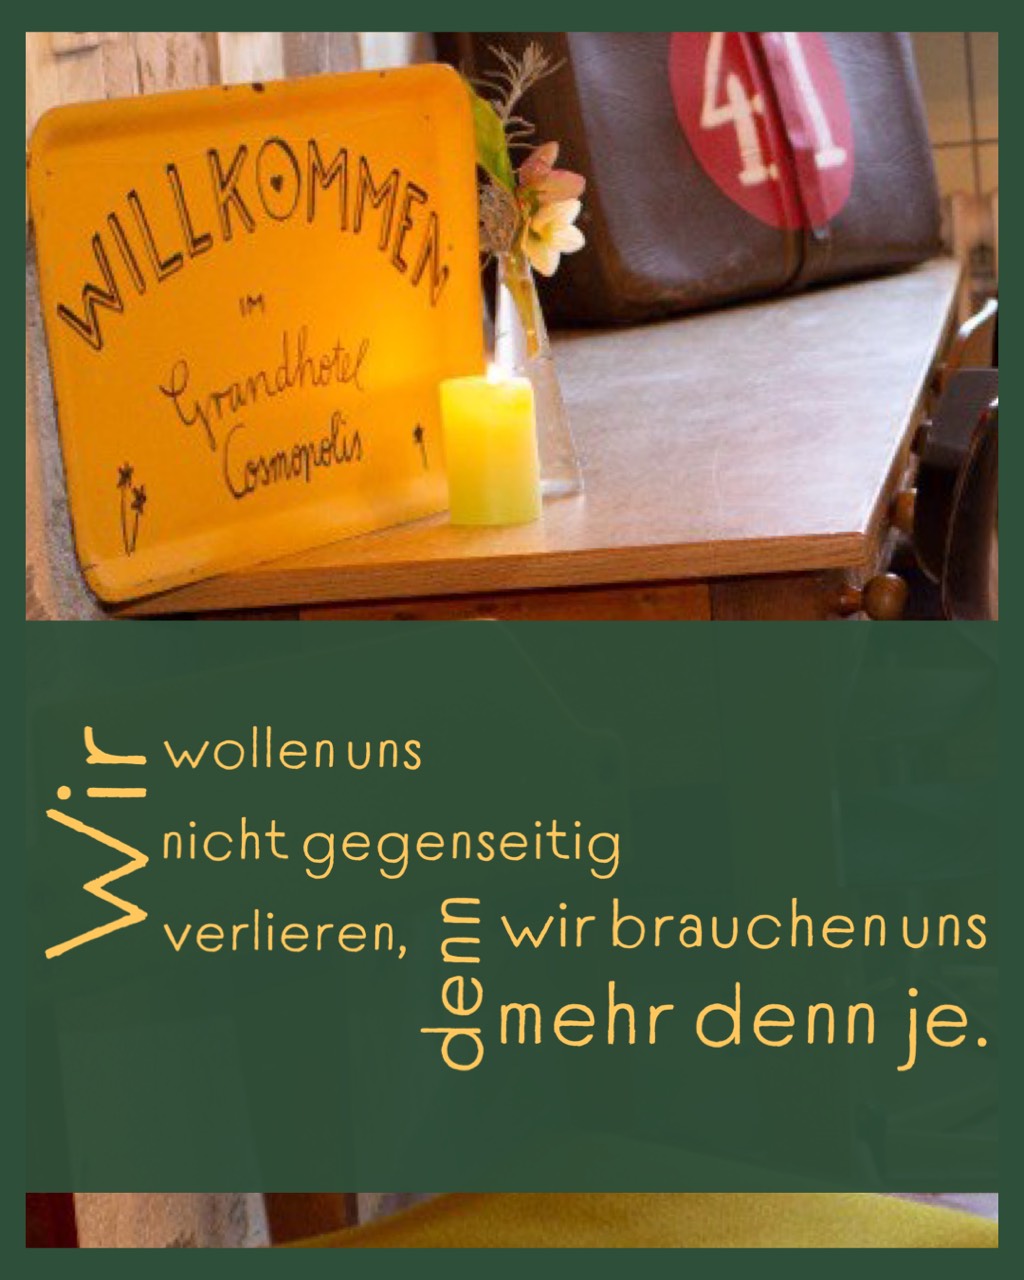 WILLKOMMEN
IM
Grandhotel
Cosmopolis
41
Wir wollen uns
nicht gegenseitig
verlieren,
denn wir brauchen uns
mehr denn je.